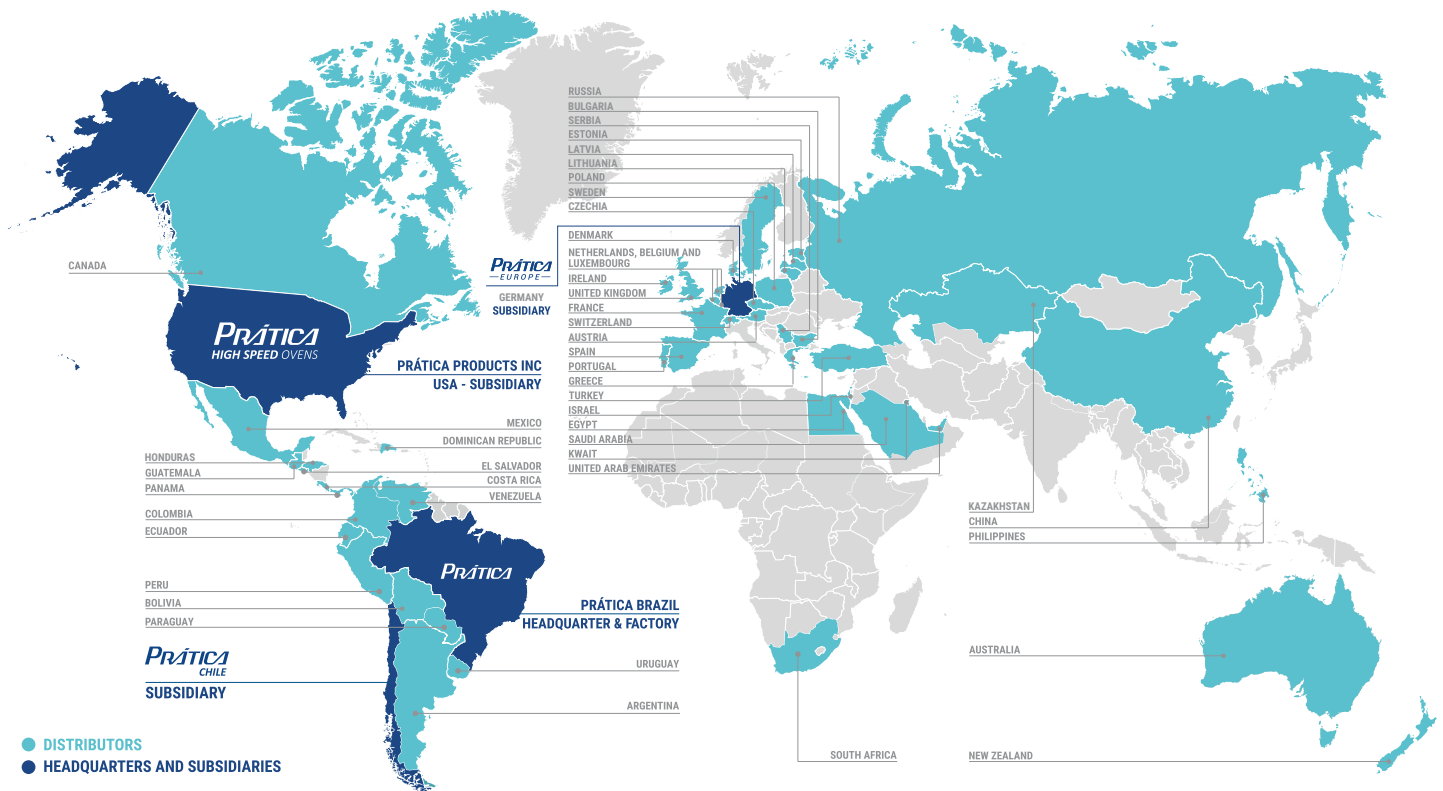 RUSSIA
BULGARIA
SERBIA
ESTONIA
LATVIA
LITHUANIA
POLAND
SWEDEN
CZECHIA
DENMARK
NETHERLANDS, BELGIUM AND
LUXEMBOURG
IRELAND
UNITED KINGDOM
FRANCE
SWITZERLAND
AUSTRIA
SPAIN
PORTUGAL
GREECE
TURKEY
ISRAEL
EGYPT
SAUDI ARABIA
KWAIT
UNITED ARAB EMIRATES
PRÁTICA
EUROPE
GERMANY
SUBSIDIARY
CANADA
PRÁTICA
HIGH SPEED OVENS
PRÁTICA PRODUCTS INC
USA - SUBSIDIARY
MEXICO
DOMINICAN REPUBLIC
EL SALVADOR
COSTA RICA
VENEZUELA
HONDURAS
GUATEMALA
PANAMA
COLOMBIA
ECUADOR
PERU
BOLIVIA
PARAGUAY
PRÁTICA
PRÁTICA BRAZIL
HEADQUARTER & FACTORY
PRÁTICA
CHILE
SUBSIDIARY
URUGUAY
ARGENTINA
KAZAKHSTAN
CHINA
PHILIPPINES
AUSTRALIA
SOUTH AFRICA
NEW ZEALAND
DISTRIBUTORS
HEADQUARTERS AND SUBSIDIARIES